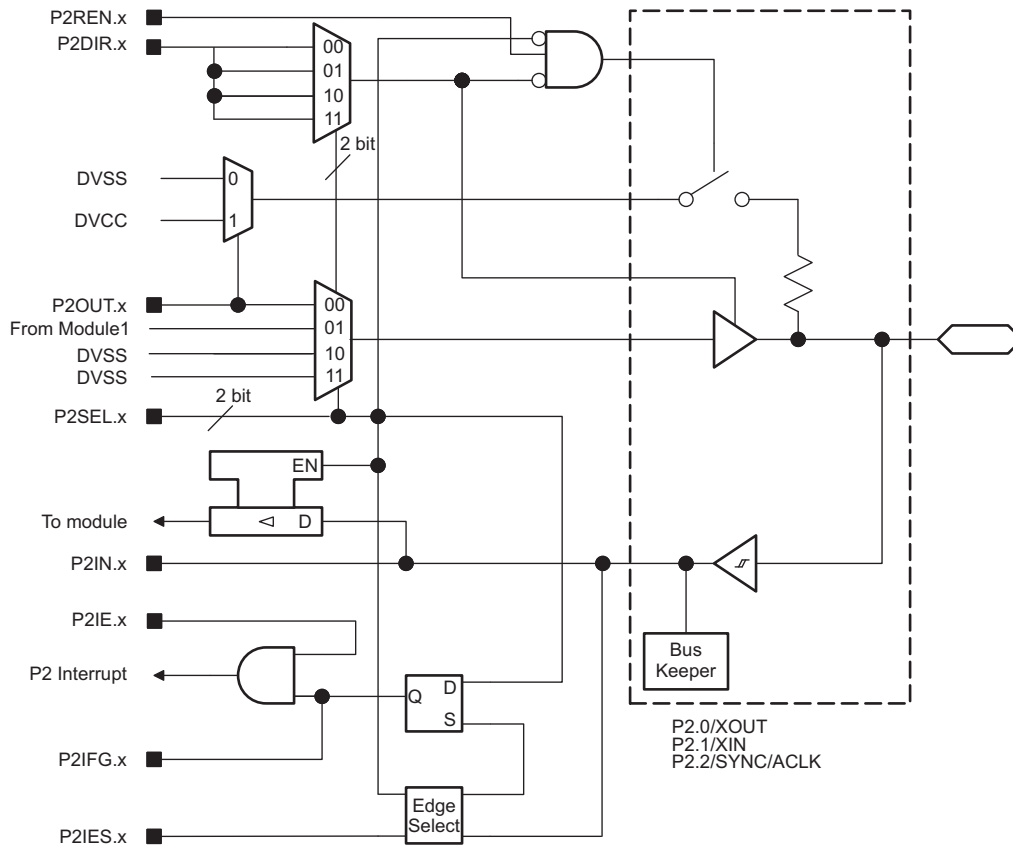 P2REN.x
P2DIR.x
00
01
10
11
2 bit
DVSS
0
DVCC
1
P2OUT.x
00
From Module1
01
DVSS
10
DVSS
11
2 bit
P2SEL.x
EN
To module
D
P2IN.x
P2IE.x
Bus
Keeper
P2 Interrupt
Q
D
S
P2IFG.x
P2.0/XOUT
P2.1/XIN
P2.2/SYNC/ACLK
Edge
Select
P2IES.x